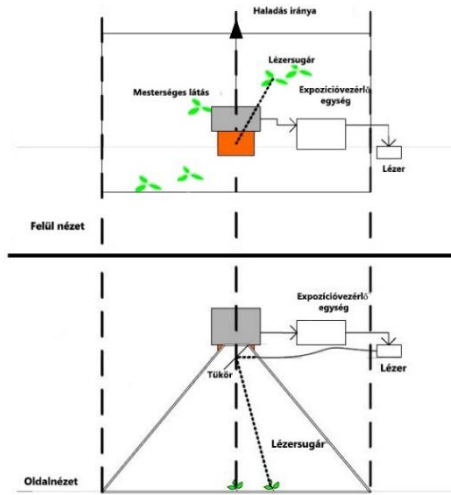 Haladás iránya
Lézersugár
Mesterséges látás
Expozícióvezérlő
egység
Lézer
Felül nézet
Expozícióvezérlő
egység
Tükör
Lézer
Lézersugár
Oldalnézet